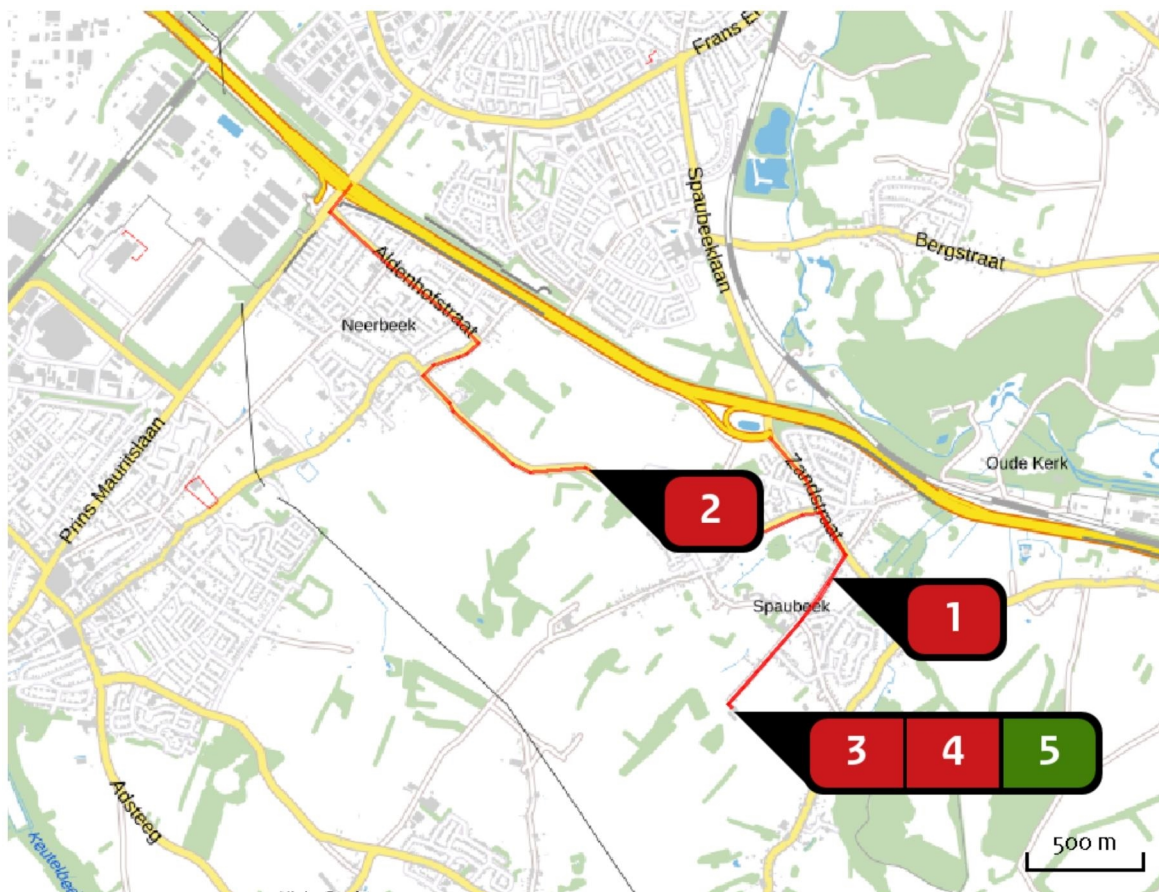 Frans E
Spaubeeklaan
Bergstraat
Aldenhofstraat
Neerbeek
Prins Mauritslaan
Zandstraat
Oude Kerk
2
1
Spaubeek
3 4 5
Adsteeg
500 m